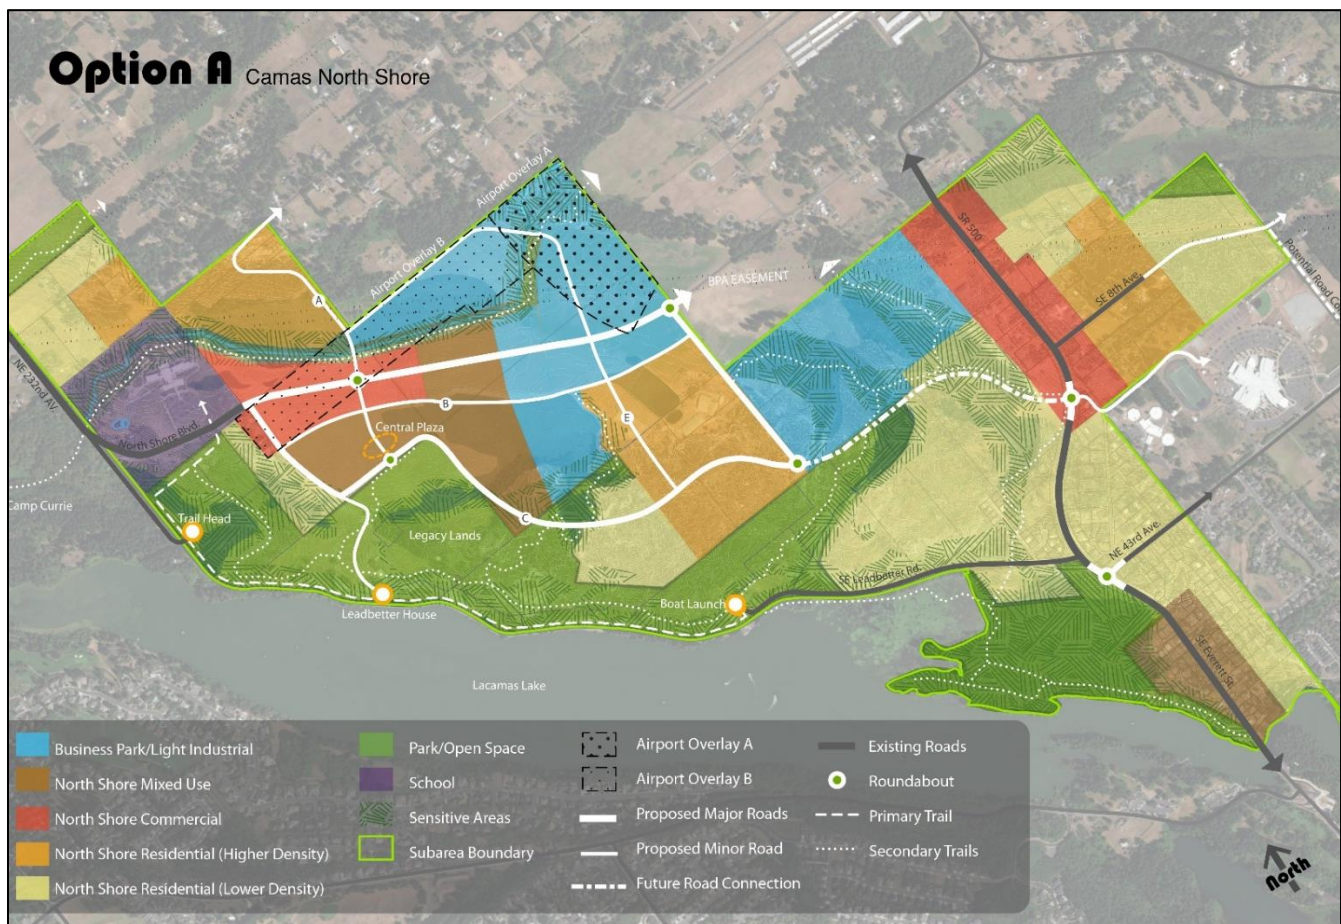 Option A Camas North Shore
Airport Overlay A
Airport Overlay B
SR 500
BPA EASEMENT
SE 8th Ave.
Potential Road
A
NE 232nd AV.
North Shore Blvd.
B
E
Central Plaza
Camp Currie
Trail Head
Legacy Lands
C
NE 43rd Ave.
SE Leadbetter Rd.
Leadbetter House
Boat Launch
SE Everett St.
Lacamas Lake
Business Park/Light Industrial
North Shore Mixed Use
North Shore Commercial
North Shore Residential (Higher Density)
North Shore Residential (Lower Density)
Park/Open Space
School
Sensitive Areas
Subarea Boundary
Airport Overlay A
Airport Overlay B
Proposed Major Roads
Proposed Minor Road
Future Road Connection
Existing Roads
Roundabout
Primary Trail
Secondary Trails
North